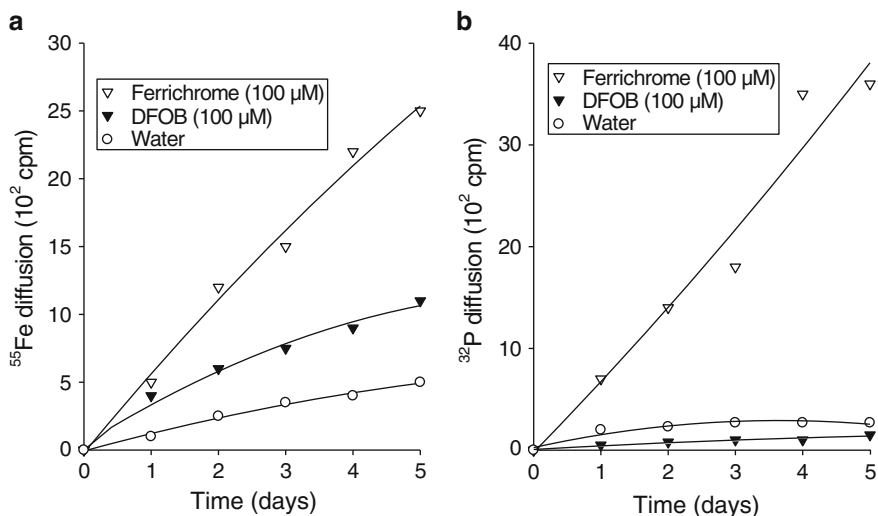 a
30
25
20
15
10
5
0
⁵⁵Fe diffusion (10² cpm)
Ferrichrome (100 µM)
DFOB (100 µM)
Water
0 1 2 3 4 5
Time (days)
b
40
30
20
10
0
³²P diffusion (10² cpm)
Ferrichrome (100 µM)
DFOB (100 µM)
Water
0 1 2 3 4 5
Time (days)